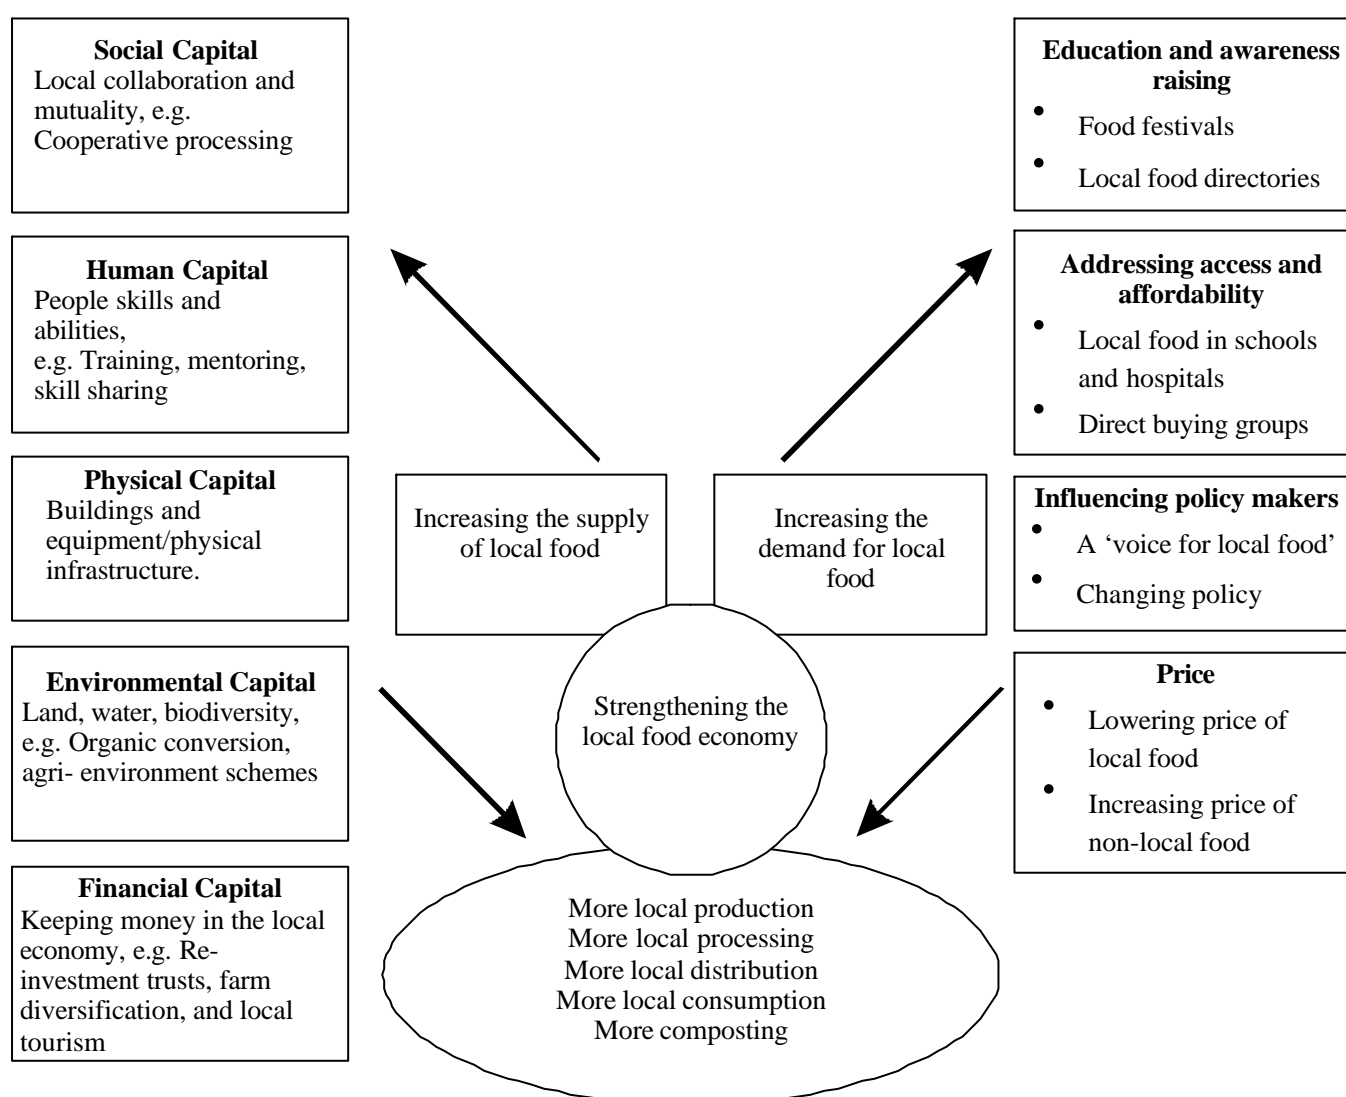 Social Capital
Local collaboration and
mutuality, e.g.
Cooperative processing
Human Capital
People skills and
abilities,
e.g. Training, mentoring,
skill sharing
Physical Capital
Buildings and
equipment/physical
infrastructure.
Environmental Capital
Land, water, biodiversity,
e.g. Organic conversion,
agri- environment schemes
Financial Capital
Keeping money in the local
economy, e.g. Re-
investment trusts, farm
diversification, and local
tourism
Increasing the supply
of local food
Increasing the
demand for local
food
Strengthening the
local food economy
More local production
More local processing
More local distribution
More local consumption
More composting
Education and awareness
raising
• Food festivals
• Local food directories
Addressing access and
affordability
• Local food in schools
and hospitals
• Direct buying groups
Influencing policy makers
• A ‘voice for local food’
• Changing policy
Price
• Lowering price of
local food
• Increasing price of
non-local food